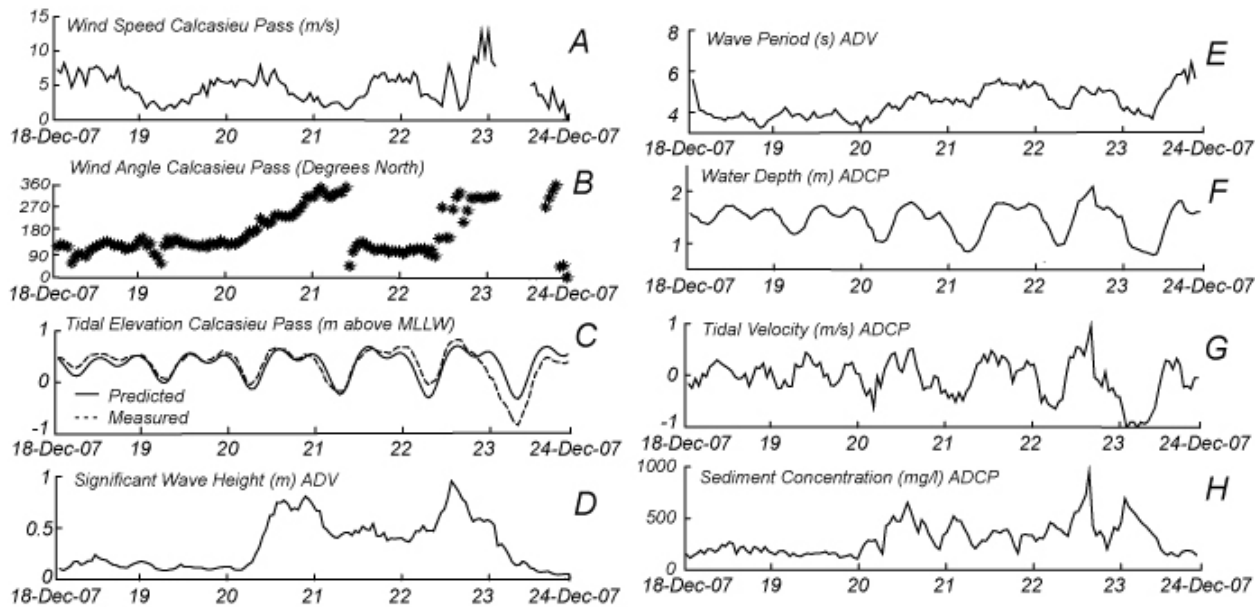 Wind Speed Calcasieu Pass (m/s)
A
15
10
5
0
18-Dec-07 19 20 21 22 23 24-Dec-07
Wind Angle Calcasieu Pass (Degrees North)
B
360
270
180
90
0
18-Dec-07 19 20 21 22 23 24-Dec-07
Tidal Elevation Calcasieu Pass (m above MLLW)
C
1
0
-1
Predicted
Measured
18-Dec-07 19 20 21 22 23 24-Dec-07
Significant Wave Height (m) ADV
D
1
0.5
0
18-Dec-07 19 20 21 22 23 24-Dec-07
Wave Period (s) ADV
E
8
6
4
18-Dec-07 19 20 21 22 23 24-Dec-07
Water Depth (m) ADCP
F
2
1
18-Dec-07 19 20 21 22 23 24-Dec-07
Tidal Velocity (m/s) ADCP
G
1
0
-1
18-Dec-07 19 20 21 22 23 24-Dec-07
Sediment Concentration (mg/l) ADCP
H
1000
500
0
18-Dec-07 19 20 21 22 23 24-Dec-07